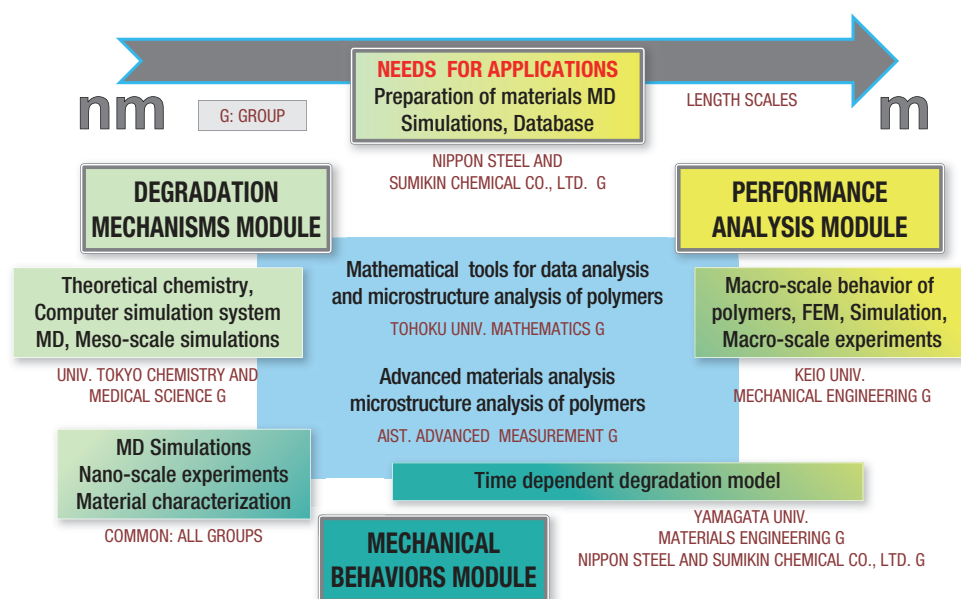 nm
G: GROUP
NEEDS FOR APPLICATIONS
Preparation of materials MD
Simulations, Database
LENGTH SCALES
m
NIPPON STEEL AND
SUMIKIN CHEMICAL CO., LTD. G
DEGRADATION
MECHANISMS MODULE
PERFORMANCE
ANALYSIS MODULE
Theoretical chemistry,
Computer simulation system
MD, Meso-scale simulations
UNIV. TOKYO CHEMISTRY AND
MEDICAL SCIENCE G
Mathematical tools for data analysis
and microstructure analysis of polymers
TOHOKU UNIV. MATHEMATICS G
Macro-scale behavior of
polymers, FEM, Simulation,
Macro-scale experiments
KEIO UNIV.
MECHANICAL ENGINEERING G
Advanced materials analysis
microstructure analysis of polymers
AIST. ADVANCED MEASUREMENT G
MD Simulations
Nano-scale experiments
Material characterization
COMMON: ALL GROUPS
Time dependent degradation model
YAMAGATA UNIV.
MATERIALS ENGINEERING G
NIPPON STEEL AND SUMIKIN CHEMICAL CO., LTD. G
MECHANICAL
BEHAVIORS MODULE